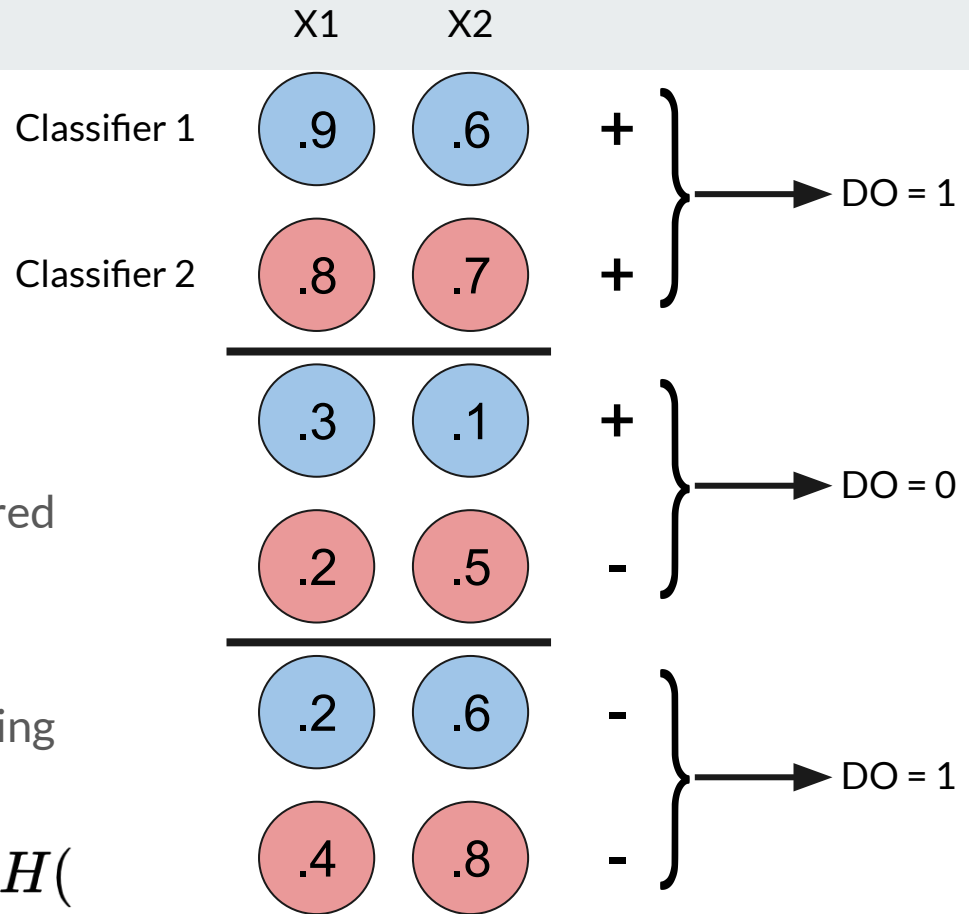 X1 X2
Classifier 1 .9 .6 +
DO = 1
Classifier 2 .8 .7 +
.3 .1 +
DO = 0
red
.2 .5 -
.2 .6 -
ing
DO = 1
.4 .8 -
H(